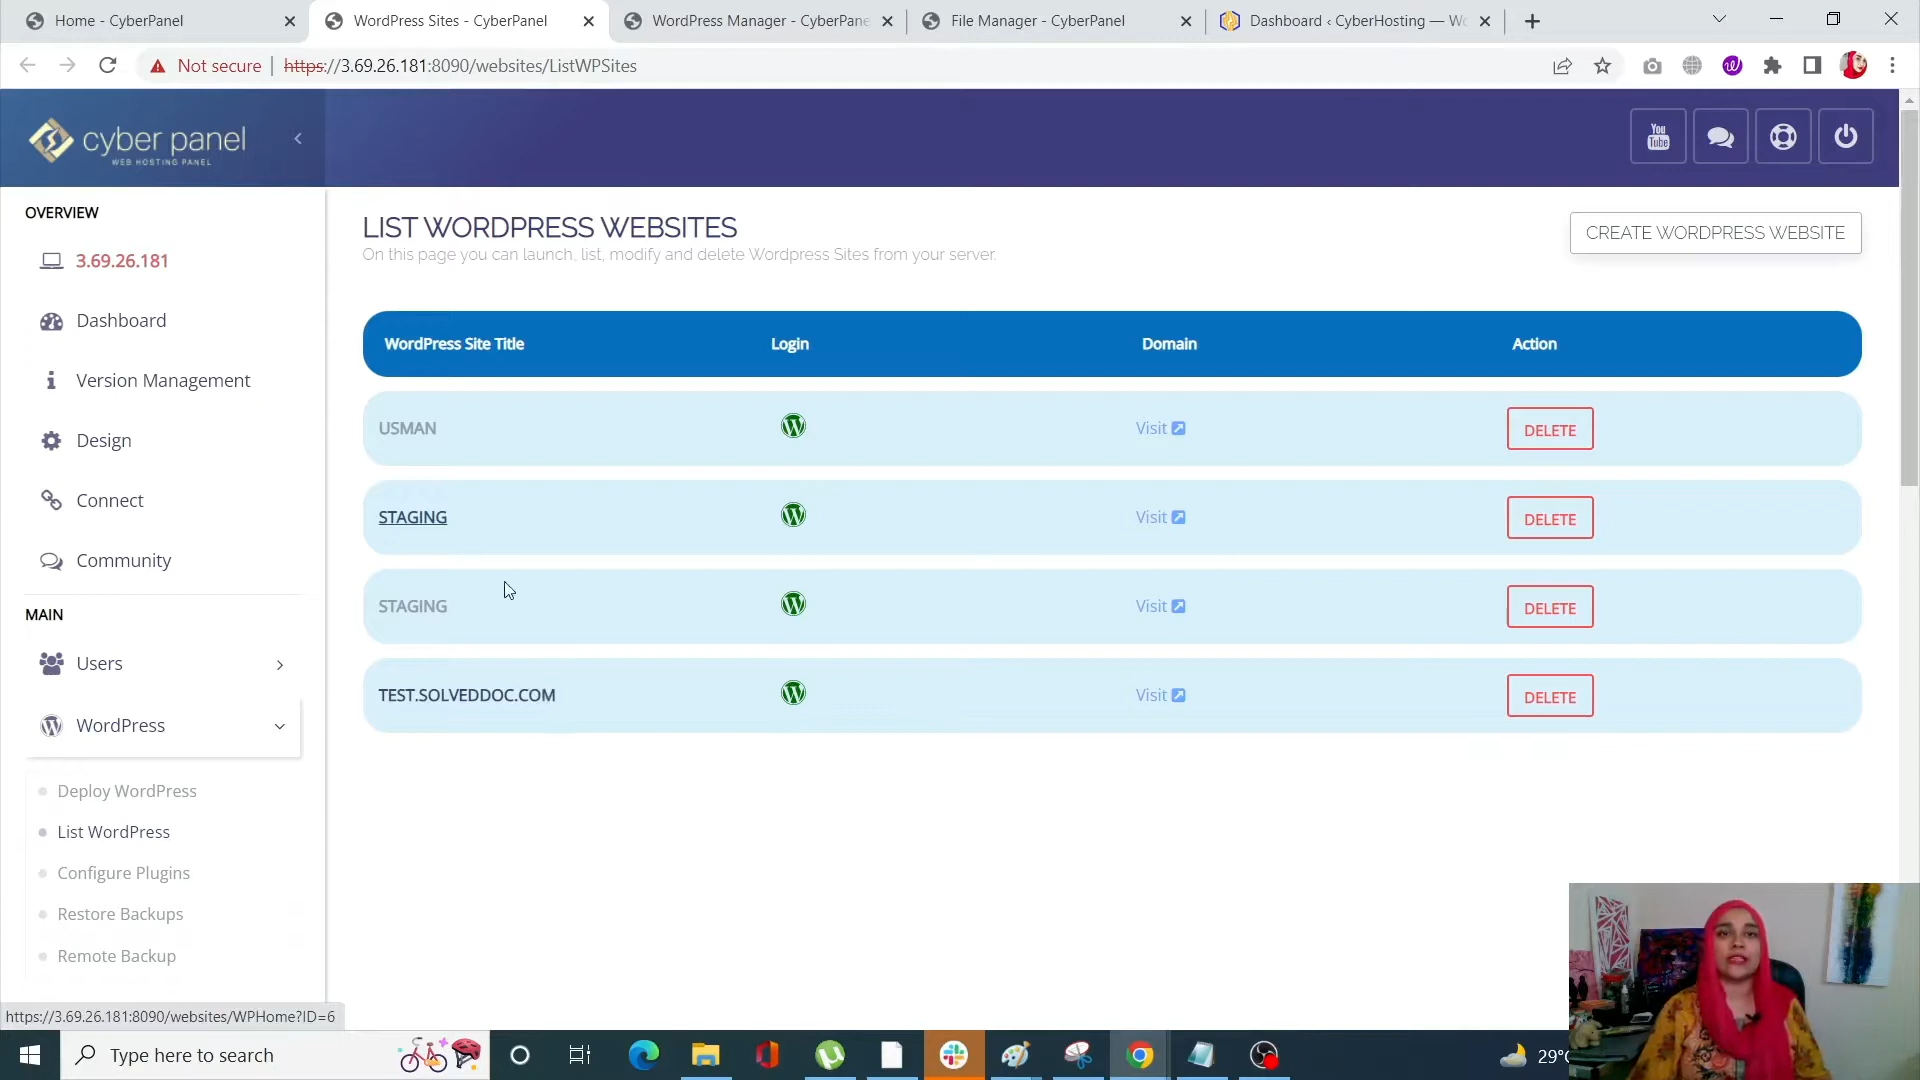 Home - CyberPanel
WordPress Sites - CyberPanel
WordPress Manager - CyberPane
File Manager - CyberPanel
Dashboard ‹ CyberHosting — Wo
Not secure
https://3.69.26.181:8090/websites/ListWPSites
cyber panel
WEB HOSTING PANEL
You
Tube
OVERVIEW
3.69.26.181
Dashboard
Version Management
Design
Connect
Community
MAIN
Users
WordPress
Deploy WordPress
List WordPress
Configure Plugins
Restore Backups
Remote Backup
LIST WORDPRESS WEBSITES
On this page you can launch, list, modify and delete Wordpress Sites from your server.
CREATE WORDPRESS WEBSITE
WordPress Site Title Login Domain Action
USMAN Visit DELETE
STAGING Visit DELETE
STAGING Visit DELETE
TEST.SOLVEDDOC.COM Visit DELETE
https://3.69.26.181:8090/websites/WPHome?ID=6
Type here to search
29°C